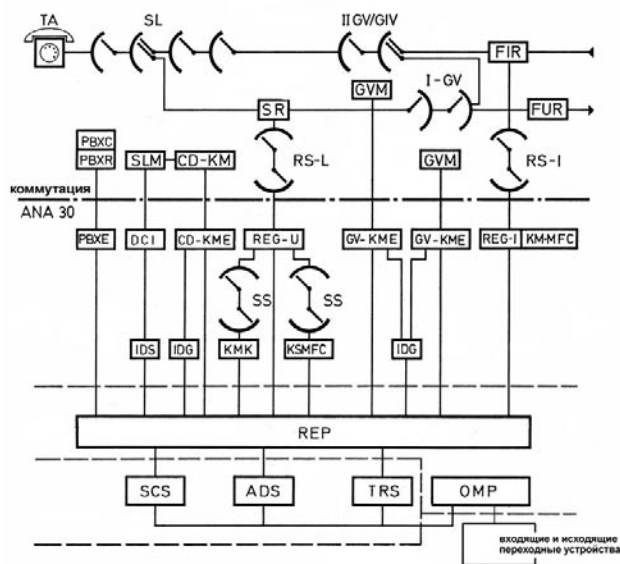 TA SL II GV/GIV FIR
I-GV
GVM
SR FUR
PBXC
PBXR SLM CD-KM RS-L GVM RS-I
коммутация
ANA 30
PBXE DCI CD-KME REG-U GV-KME GV-KME REG-I KM-MFC
SS SS
IDS IDG KMK KSMFC IDG
REP
SCS ADS TRS OMP
входящие и исходящие
переходные устройства